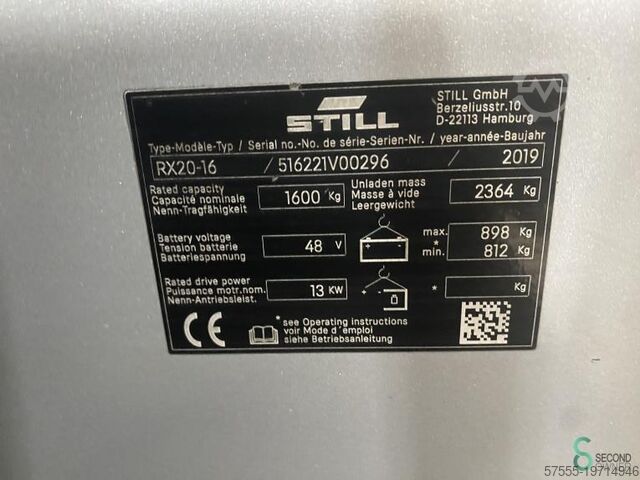 STILL
STILL GmbH
Berzeliusstr.10
D-22113 Hamburg
Type-Modèle-Typ / Serial no.-No. de série-Serien-Nr. / year-année-Baujahr
RX20-16 / 516221V00296 / 2019
Rated capacity
Capacité nominale
Nenn-Tragfähigkeit
1600 Kg
Unladen mass
Masse à vide
Leergewicht
2364 Kg
Battery voltage
Tension batterie
Batteriespannung
48 V
max. 898 Kg
*
min. 812 Kg
Rated drive power
Puissance motr.nom.
Nenn-Antriebsleist.
13 KW
* Kg
CE
*see Operating instructions
voir Mode d'emploi
siehe Betriebsanleitung
SECOND
57555-19714946